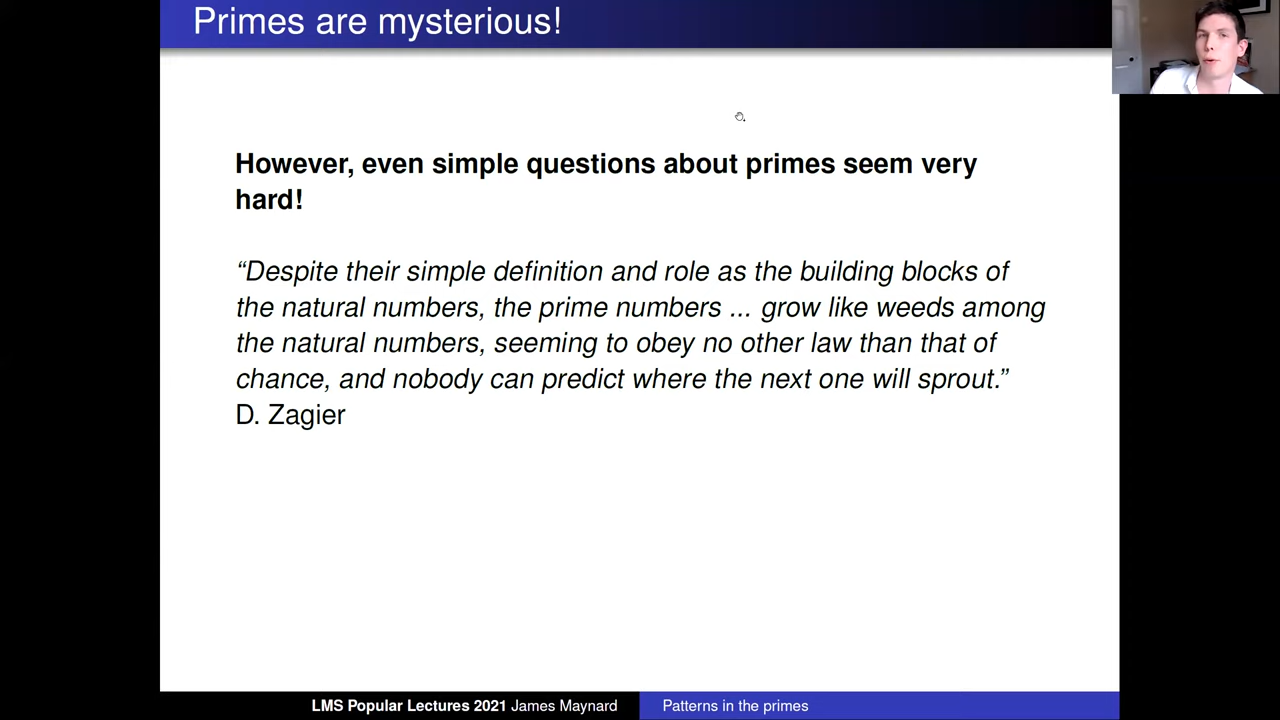 Primes are mysterious!
However, even simple questions about primes seem very
hard!
“Despite their simple definition and role as the building blocks of
the natural numbers, the prime numbers ... grow like weeds among
the natural numbers, seeming to obey no other law than that of
chance, and nobody can predict where the next one will sprout.”
D. Zagier
LMS Popular Lectures 2021 James Maynard
Patterns in the primes